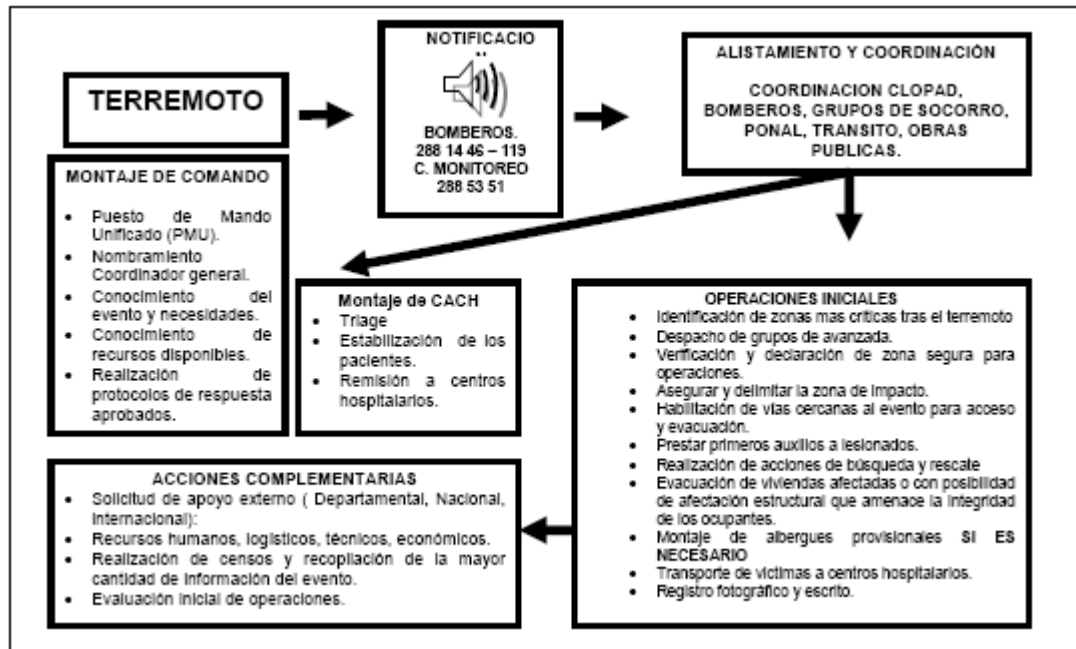 TERREMOTO
NOTIFICACIO
BOMBEROS.
288 14 46 – 119
C. MONITOREO
288 53 51
ALISTAMIENTO Y COORDINACIÓN
COORDINACION CLOPAD,
BOMBEROS, GRUPOS DE SOCORRO,
PONAL, TRANSITO, OBRAS
PUBLICAS.
MONTAJE DE COMANDO
• Puesto de Mando
Unificado (PMU).
• Nombramiento
Coordinador general.
• Conocimiento del
evento y necesidades.
• Conocimiento de
recursos disponibles.
• Realización de
protocolos de respuesta
aprobados.
Montaje de CACH
• Triage
• Estabilización de los
pacientes.
• Remisión a centros
hospitalarios.
OPERACIONES INICIALES
• Identificación de zonas mas criticas tras el terremoto
• Despacho de grupos de avanzada.
• Verificación y declaración de zona segura para
operaciones.
• Asegurar y delimitar la zona de impacto.
• Habilitación de vías cercanas al evento para acceso
y evacuación.
• Prestar primeros auxilios a lesionados.
• Realización de acciones de búsqueda y rescate
• Evacuación de viviendas afectadas o con posibilidad
de afectación estructural que amenace la integridad
de los ocupantes.
• Montaje de albergues provisionales SI ES
NECESARIO
• Transporte de victimas a centros hospitalarios.
• Registro fotográfico y escrito.
ACCIONES COMPLEMENTARIAS
• Solicitud de apoyo externo ( Departamental, Nacional,
Internacional):
• Recursos humanos, logísticos, técnicos, económicos.
• Realización de censos y recopilación de la mayor
cantidad de información del evento.
• Evaluación inicial de operaciones.